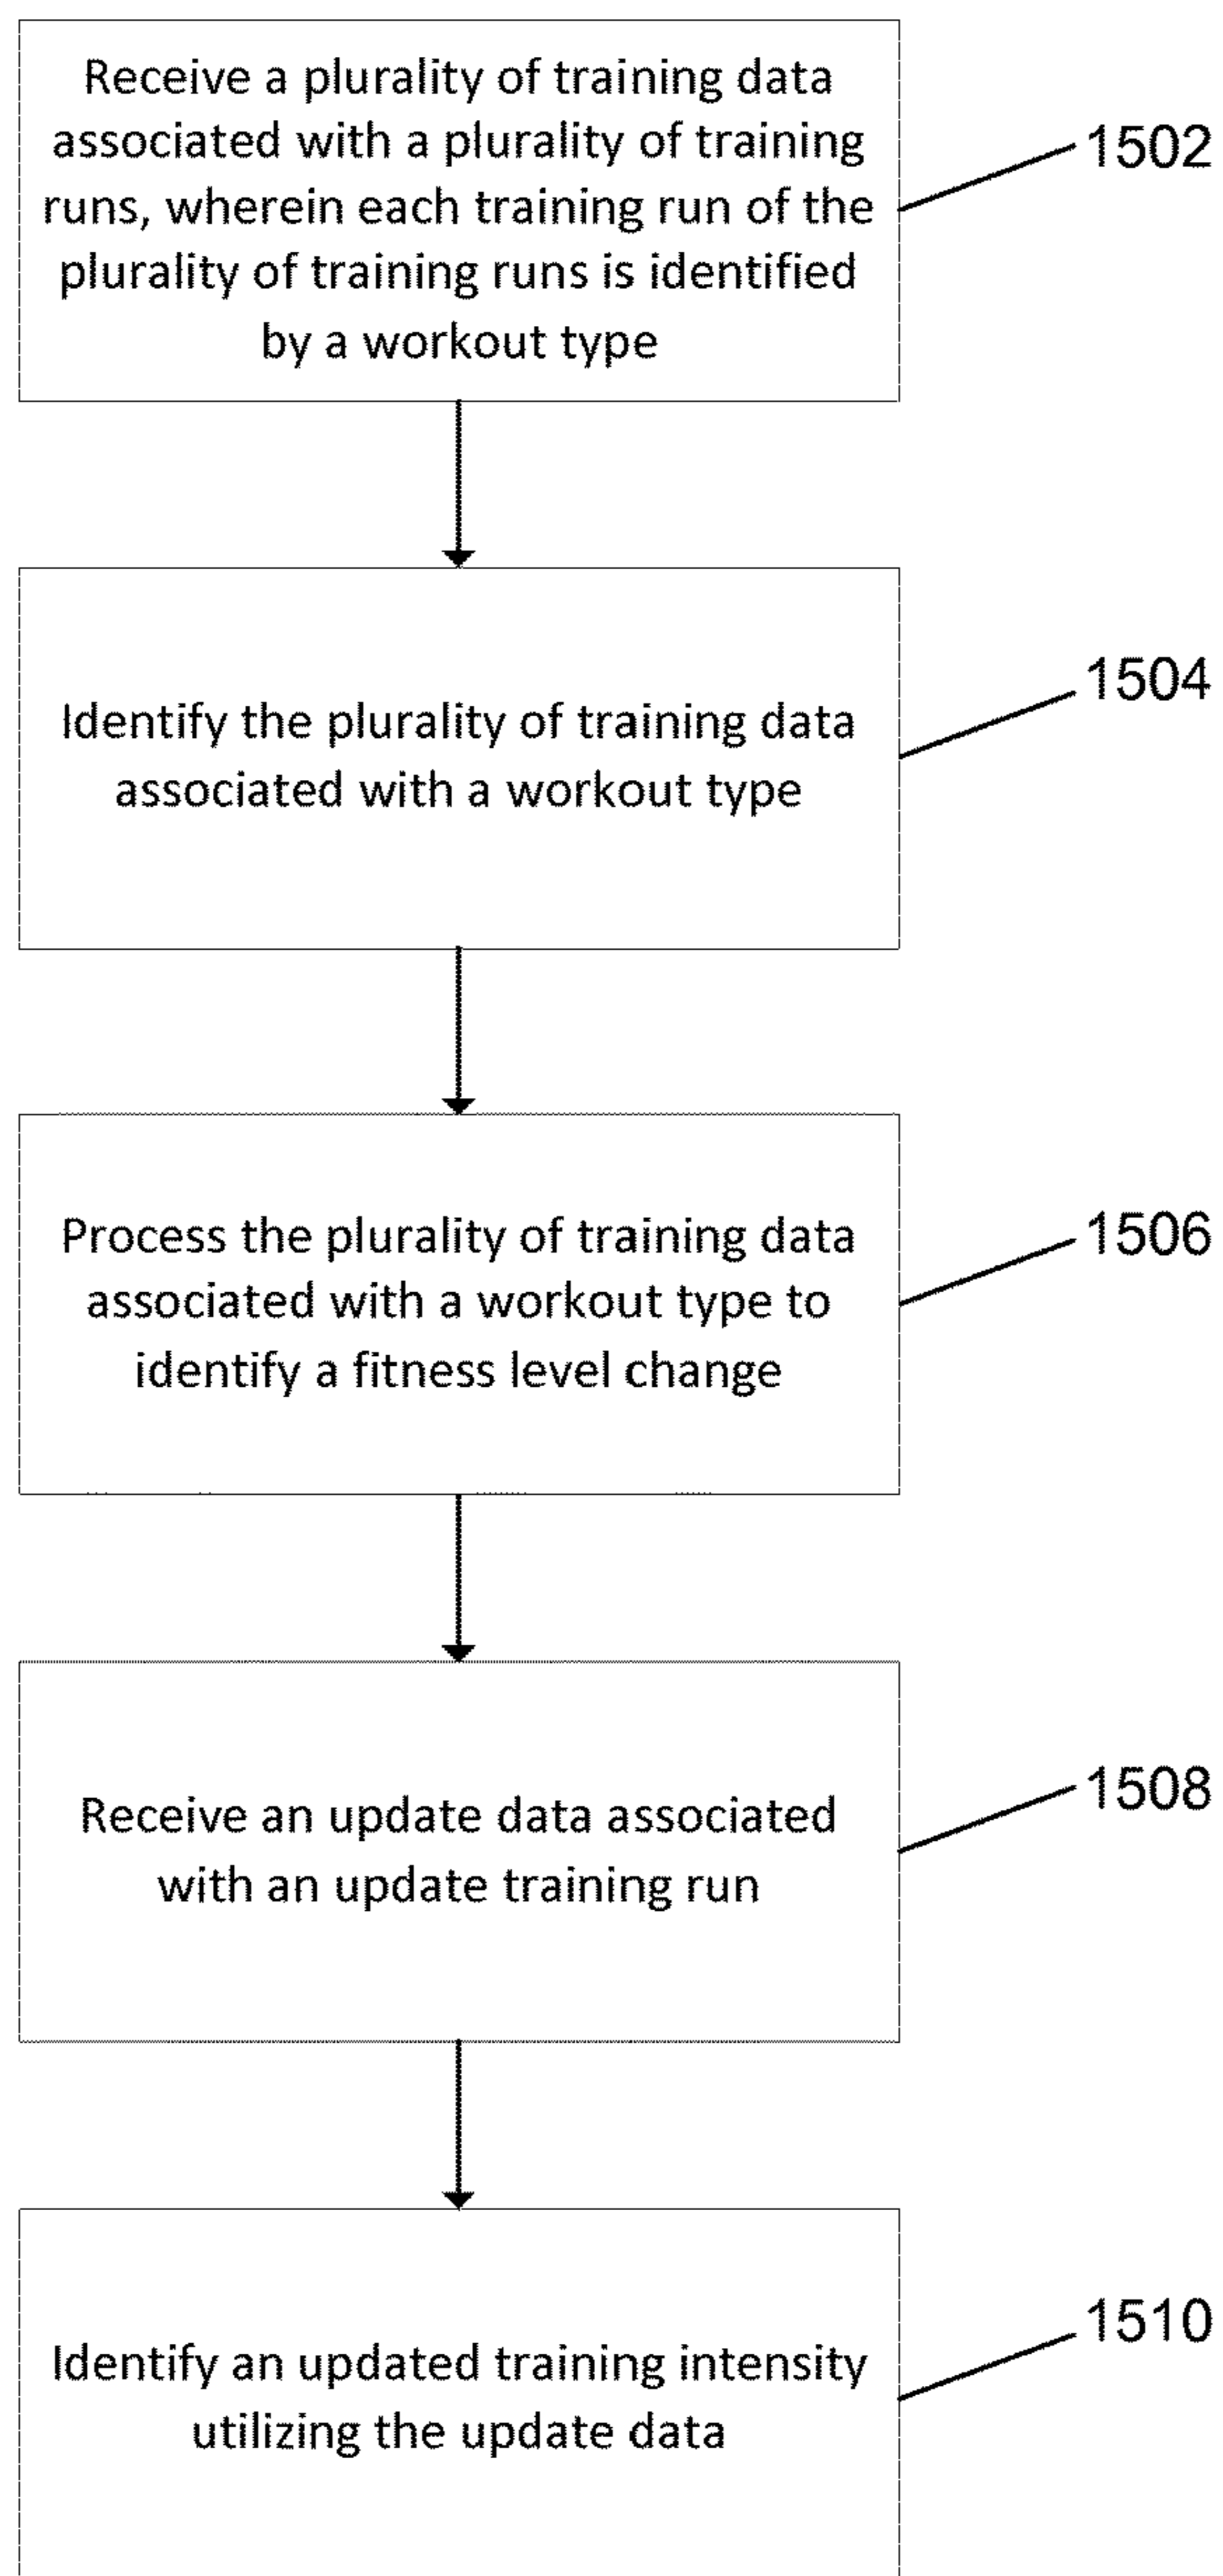 Receive a plurality of training data
associated with a plurality of training
runs, wherein each training run of the
plurality of training runs is identified
by a workout type
1502
Identify the plurality of training data
associated with a workout type
1504
Process the plurality of training data
associated with a workout type to
identify a fitness level change
1506
Receive an update data associated
with an update training run
1508
Identify an updated training intensity
utilizing the update data
1510